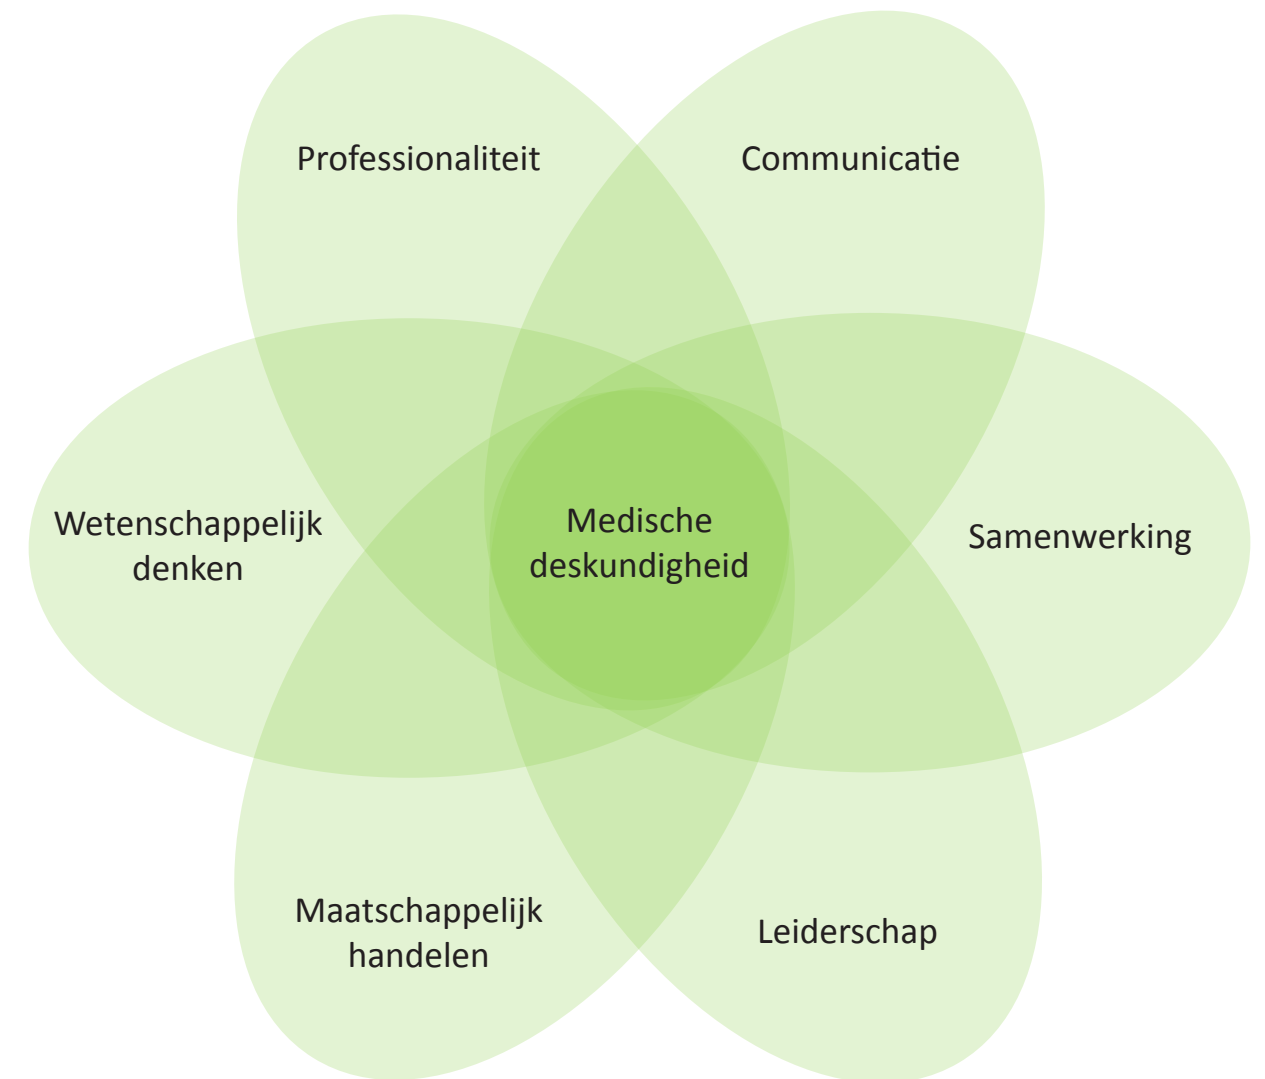 Professionaliteit
Communicatie
Wetenschappelijk
denken
Medische
deskundigheid
Samenwerking
Maatschappelijk
handelen
Leiderschap